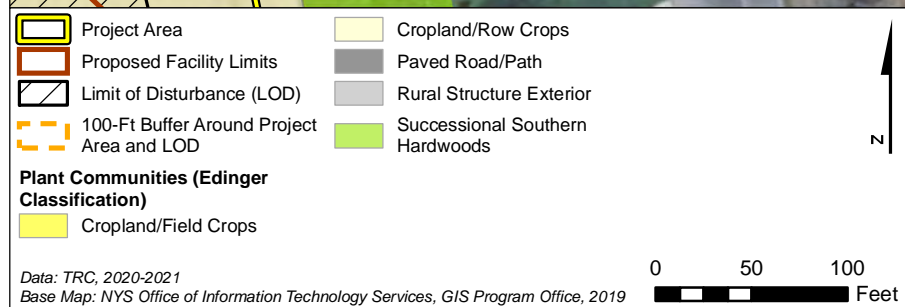 Project Area
Proposed Facility Limits
Limit of Disturbance (LOD)
100-Ft Buffer Around Project
Area and LOD
Plant Communities (Edinger
Classification)
Cropland/Field Crops
Cropland/Row Crops
Paved Road/Path
Rural Structure Exterior
Successional Southern
Hardwoods
N
Data: TRC, 2020-2021
Base Map: NYS Office of Information Technology Services, GIS Program Office, 2019
0 50 100
Feet